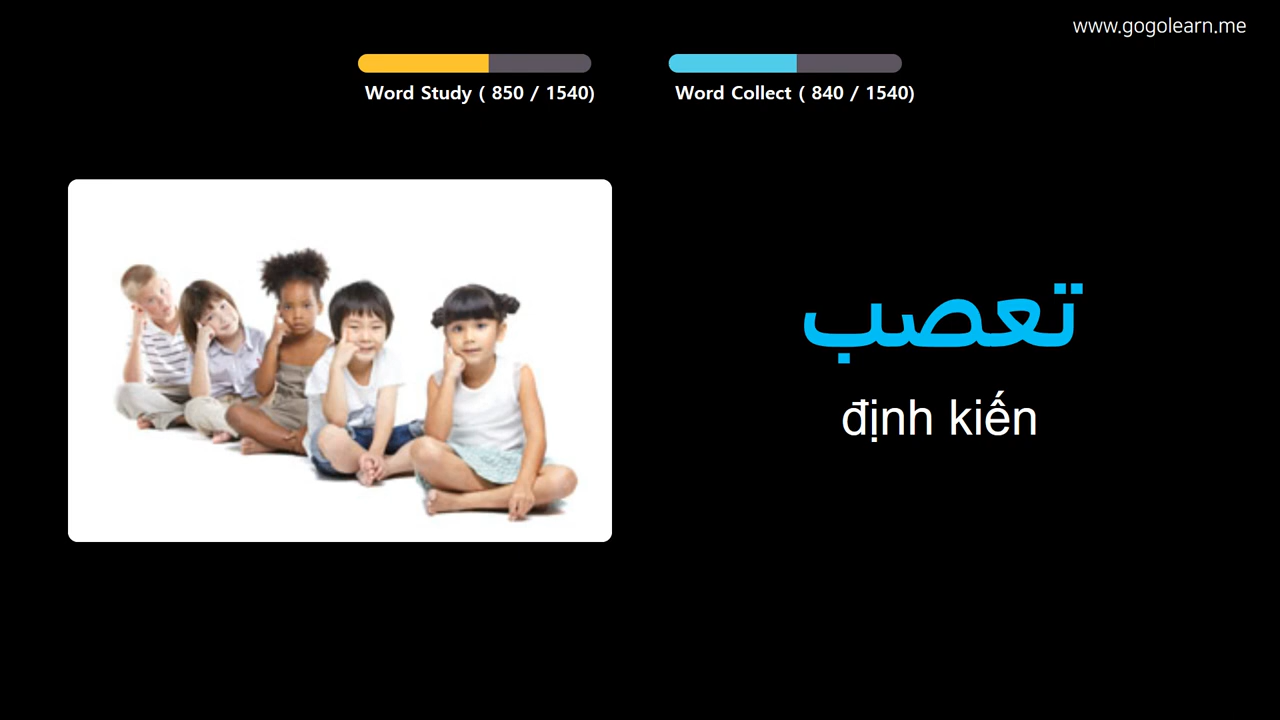 www.gogolearn.me
Word Study ( 850 / 1540)
Word Collect ( 840 / 1540)
تعصب
định kiến